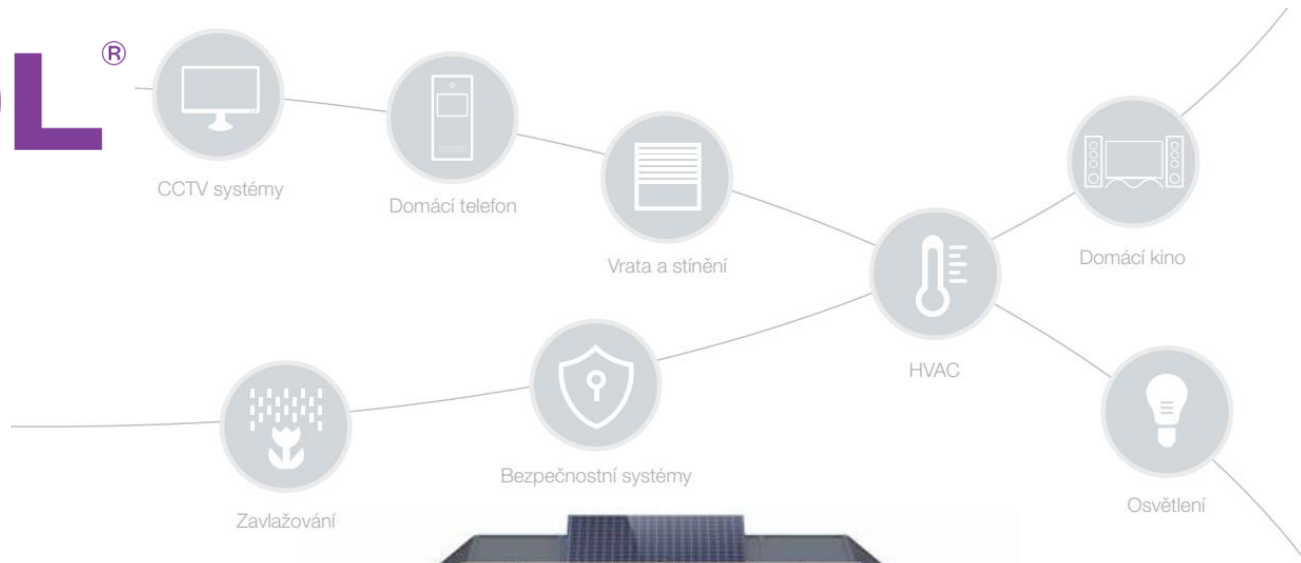 L®
CCTV systémy
Domácí telefon
Vrata a stínění
Domácí kino
HVAC
Bezpečnostní systémy
Zavlažování
Osvětlení